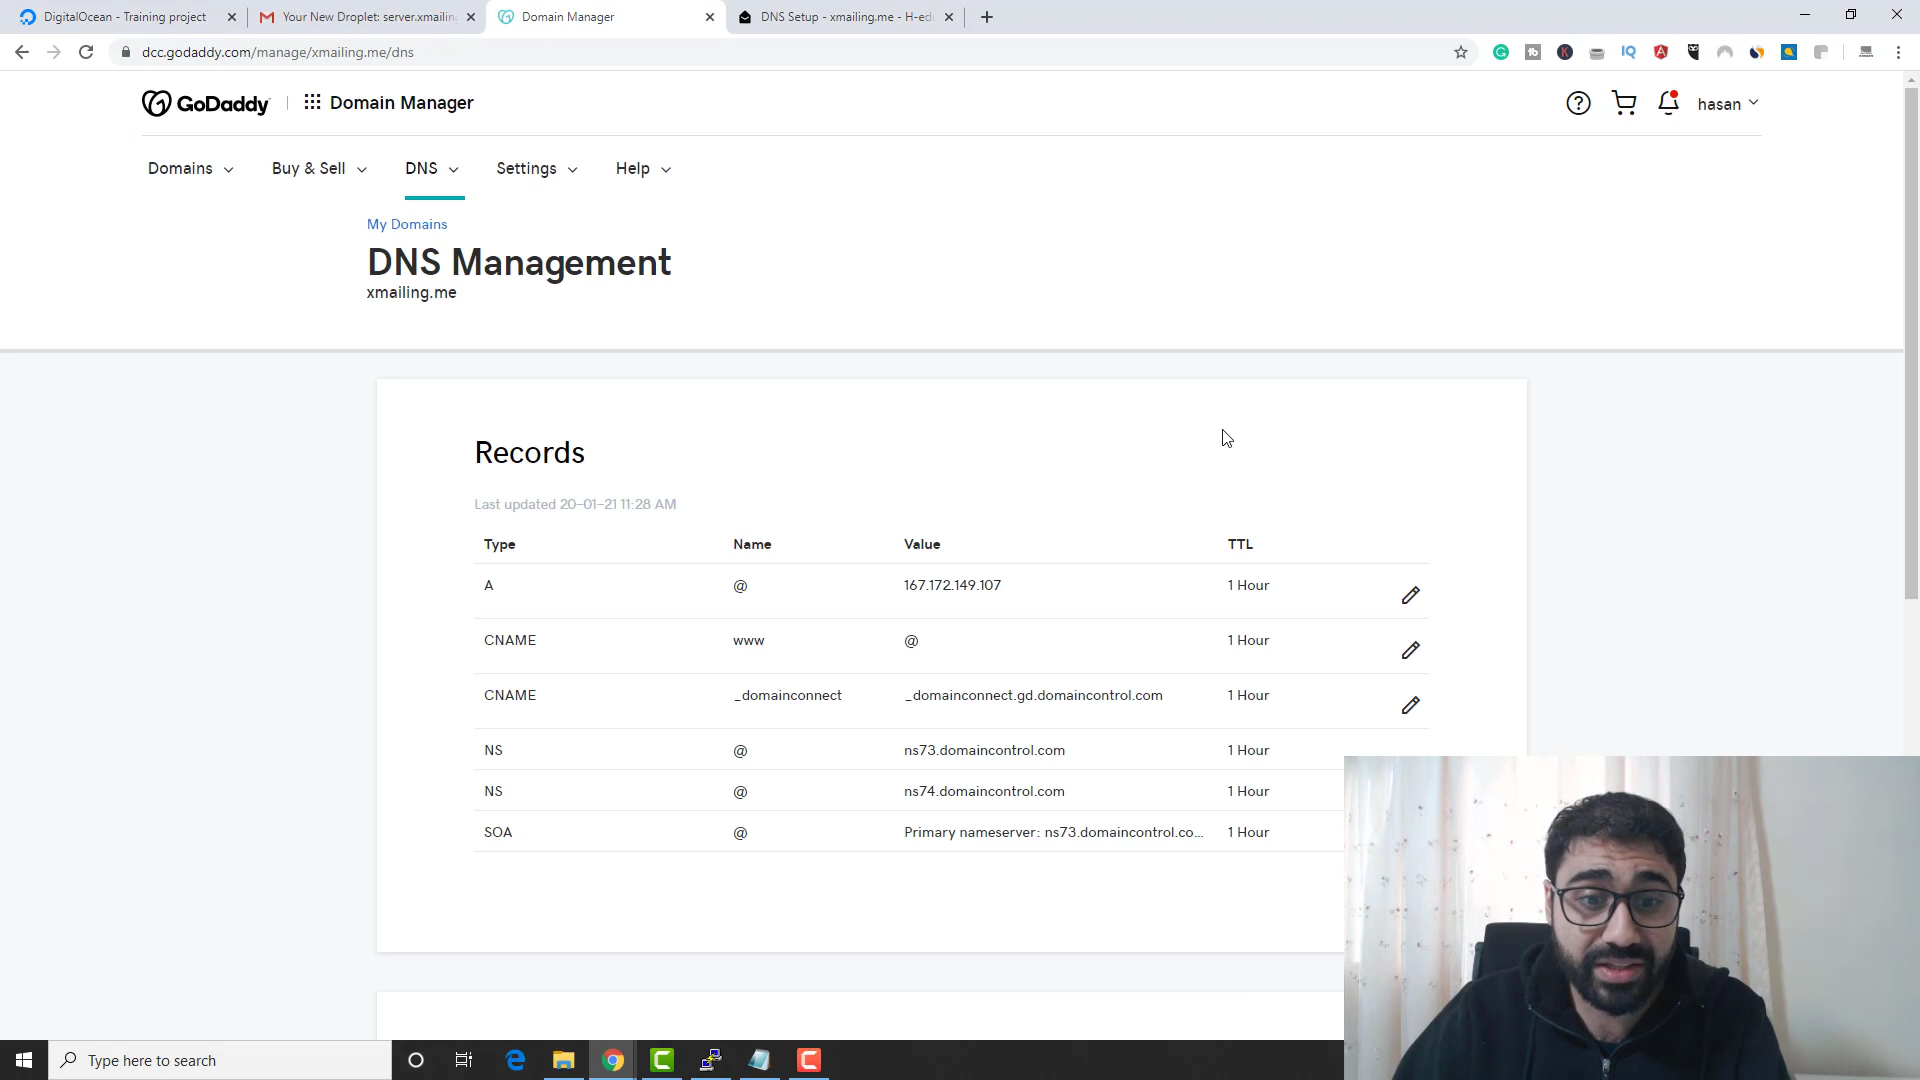 DigitalOcean - Training project
Your New Droplet: server.xmailing
Domain Manager
DNS Setup - xmailing.me - H-edu
dcc.godaddy.com/manage/xmailing.me/dns
GoDaddy
Domain Manager
hasan
Domains
Buy & Sell
DNS
Settings
Help
My Domains
DNS Management
xmailing.me
Records
Last updated 20-01-21 11:28 AM
Type Name Value TTL
A @ 167.172.149.107 1 Hour
CNAME www @ 1 Hour
CNAME _domainconnect _domainconnect.gd.domaincontrol.com 1 Hour
NS @ ns73.domaincontrol.com 1 Hour
NS @ ns74.domaincontrol.com 1 Hour
SOA @ Primary nameserver: ns73.domaincontrol.co... 1 Hour
Type here to search